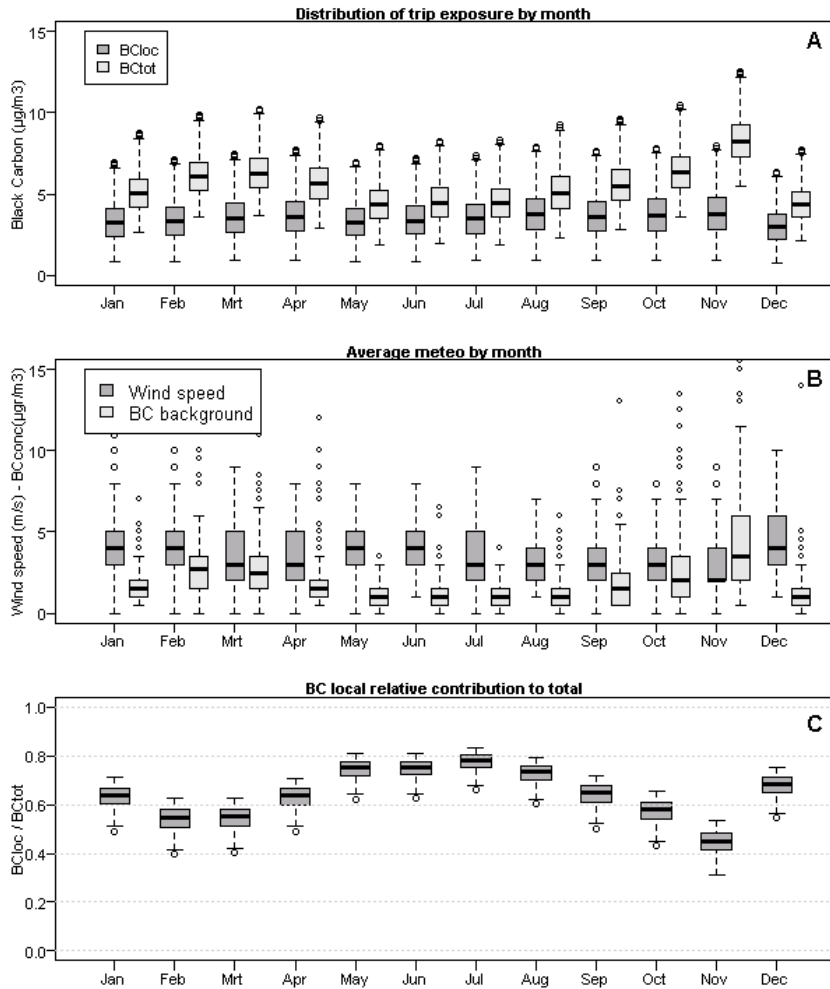 Distribution of trip exposure by month
A
BCloc
BCtot
Black Carbon (µg/m3)
15
10
5
0
Jan Feb Mrt Apr May Jun Jul Aug Sep Oct Nov Dec
Average meteo by month
B
Wind speed
BC background
Wind speed (m/s) - BCconc(µgr/m3)
15
10
5
0
Jan Feb Mrt Apr May Jun Jul Aug Sep Oct Nov Dec
BC local relative contribution to total
C
BCloc / BCtot
1.0
0.8
0.6
0.4
0.2
0.0
Jan Feb Mrt Apr May Jun Jul Aug Sep Oct Nov Dec